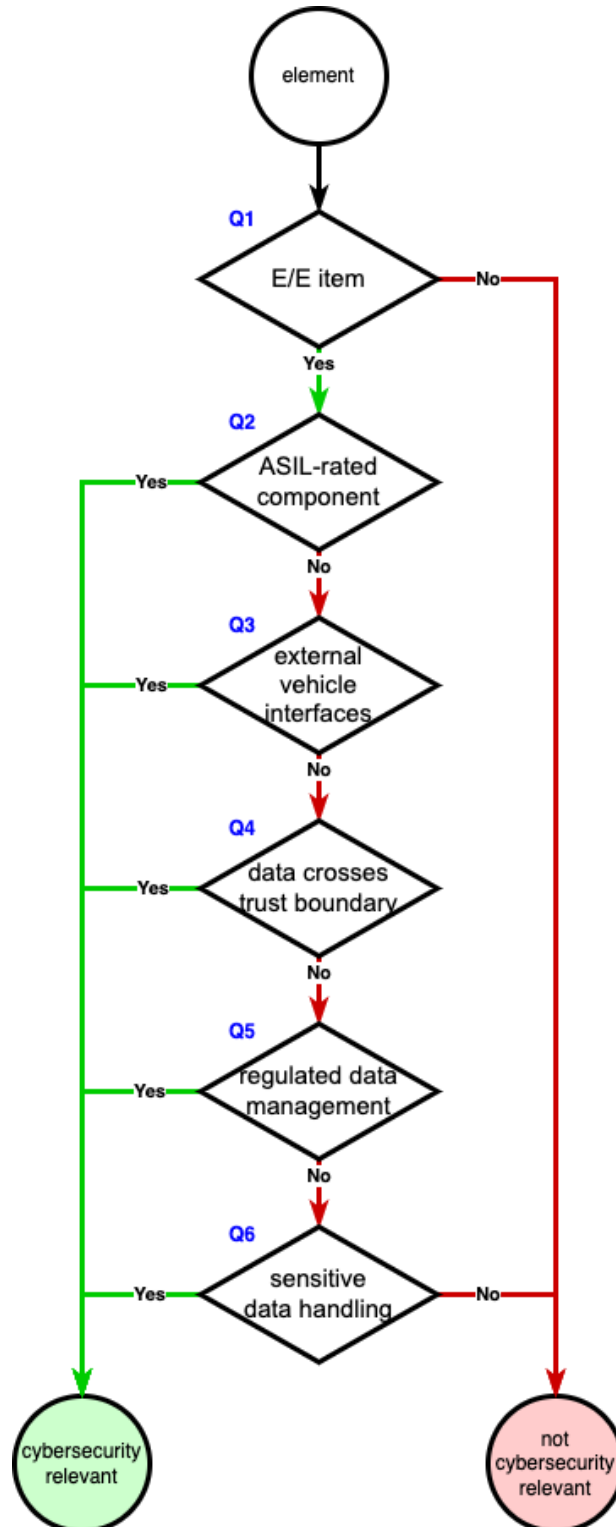 element
Q1
E/E item
No
Yes
Q2
ASIL-rated
component
Yes
No
Q3
external
vehicle
interfaces
Yes
No
Q4
data crosses
trust boundary
Yes
No
Q5
regulated data
management
Yes
No
Q6
sensitive
data handling
Yes
No
cybersecurity
relevant
not
cybersecurity
relevant